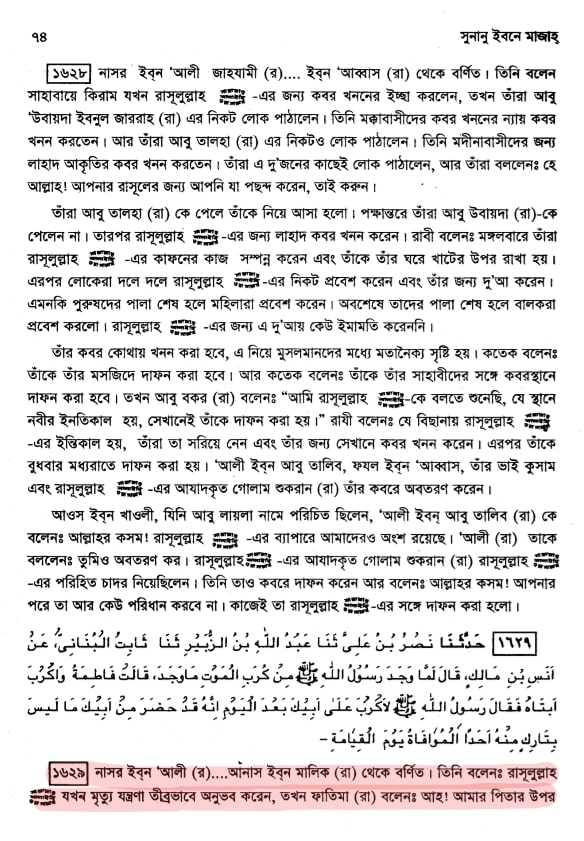 ৭৪ সুনানু ইবনে মাজাহ্
১৬২৮ নাসর ইব্‌ন ‘আলী জাহযামী (র).... ইব্‌ন ‘আব্বাস (রা) থেকে বর্ণিত। তিনি বলেন
সাহাবায়ে কিরাম যখন রাসূলুল্লাহ ﷺ -এর জন্য কবর খননের ইচ্ছা করলেন, তখন তাঁরা আবু
‘উবায়দা ইবনুল জাররাহ (রা) এর নিকট লোক পাঠালেন। তিনি মক্কাবাসীদের কবর খননের ন্যায় কবর
খনন করতেন। আর তাঁরা আবু তালহা (রা) এর নিকটও লোক পাঠালেন। তিনি মদীনাবাসীদের জন্য
লাহাদ আকৃতির কবর খনন করতেন। তাঁরা এ দু’জনের কাছেই লোক পাঠালেন, আর তাঁরা বললেনঃ হে
আল্লাহ! আপনার রাসূলের জন্য আপনি যা পছন্দ করেন, তাই করুন।
তাঁরা আবু তালহা (রা) কে পেলে তাঁকে নিয়ে আসা হলো। পক্ষান্তরে তাঁরা আবু উবায়দা (রা)-কে
পেলেন না। তারপর রাসূলুল্লাহ ﷺ -এর জন্য লাহাদ কবর খনন করেন। রাবী বলেনঃ মঙ্গলবারে তাঁরা
রাসূলুল্লাহ ﷺ -এর কাফনের কাজ সম্পন্ন করেন এবং তাঁকে তাঁর ঘরে খাটের উপর রাখা হয়।
এরপর লোকেরা দলে দলে রাসূলুল্লাহ ﷺ-এর নিকট প্রবেশ করেন এবং তাঁর জন্য দু‘আ করেন।
এমনকি পুরুষদের পালা শেষ হলে মহিলারা প্রবেশ করেন। অবশেষে তাদের পালা শেষ হলে বালকরা
প্রবেশ করলো। রাসূলুল্লাহ ﷺ -এর জন্য এ দু‘আয় কেউ ইমামতি করেননি।
তাঁর কবর কোথায় খনন করা হবে, এ নিয়ে মুসলমানদের মধ্যে মতানৈক্য সৃষ্টি হয়। কতেক বলেনঃ
তাঁকে তাঁর মসজিদে দাফন করা হবে। আর কতেক বলেনঃ তাঁকে তাঁর সাহাবীদের সঙ্গে কবরস্থানে
দাফন করা হবে। তখন আবু বকর (রা) বলেনঃ “আমি রাসূলুল্লাহ ﷺ-কে বলতে শুনেছি, যে স্থানে
নবীর ইনতিকাল হয়, সেখানেই তাঁকে দাফন করা হয়।” রাযী বলেনঃ যে বিছানায় রাসূলুল্লাহ ﷺ
-এর ইন্তিকাল হয়, তাঁরা তা সরিয়ে নেন এবং তাঁর জন্য সেখানে কবর খনন করেন। এরপর তাঁকে
বুধবার মধ্যরাতে দাফন করা হয়। ‘আলী ইব্‌ন আবু তালিব, ফযল ইব্‌ন ‘আব্বাস, তাঁর ভাই কুসাম
এবং রাসূলুল্লাহ ﷺ -এর আযাদকৃত গোলাম শুকরান (রা) তাঁর কবরে অবতরণ করেন।
আওস ইব্‌ন খাওলী, যিনি আবু লায়লা নামে পরিচিত ছিলেন, ‘আলী ইবন্ আবু তালিব (রা) কে
বলেনঃ আল্লাহর কসম! রাসূলুল্লাহ ﷺ -এর ব্যাপারে আমাদেরও অংশ রয়েছে। ‘আলী (রা) তাকে
বললেনঃ তুমিও অবতরণ কর। রাসূলুল্লাহ ﷺ -এর আযাদকৃত গোলাম শুকরান (রা) রাসূলুল্লাহ ﷺ
-এর পরিহিত চাদর নিয়েছিলেন। তিনি তাও কবরে দাফন করেন আর বলেনঃ আল্লাহর কসম! আপনার
পরে তা আর কেউ পরিধান করবে না। কাজেই তা রাসূলুল্লাহ ﷺ-এর সঙ্গে দাফন করা হলো।
١٦٢٩ حَدَّثَنَا نَصْرُ بْنُ عَلِيٍّ ثَنَا عَبْدُ اللّٰهِ بْنُ الزُّبَيْرِ ثَنَا ثَابِتُ الْبُنَانِيُّ، عَنْ
اَنَسِ بْنِ مَالِكٍ، قَالَ لَمَّا وَجَدَ رَسُوْلُ اللّٰهِ ﷺ مِنْ كَرْبِ الْمَوْتِ مَاوَجَدَ، قَالَتْ فَاطِمَةُ وَاكَرْبَ
اَبَتَاهُ فَقَالَ رَسُوْلُ اللّٰهِ ﷺ لاَكَرْبَ عَلٰى اَبِيْكِ بَعْدَ الْيَوْمِ اِنَّهُ قَدْ حَضَرَ مِنْ اَبِيْكِ مَا لَيْسَ
بِتَارِكٍ مِنْهُ اَحَدًا الْمُوَافَاةُ يَوْمَ الْقِيَامَةِ -
১৬২৯ নাসর ইব্‌ন ‘আলী (র)....আনাস ইব্‌ন মালিক (রা) থেকে বর্ণিত। তিনি বলেনঃ রাসূলুল্লাহ
ﷺ যখন মৃত্যু যন্ত্রণা তীব্রভাবে অনুভব করেন, তখন ফাতিমা (রা) বলেনঃ আহ! আমার পিতার উপর